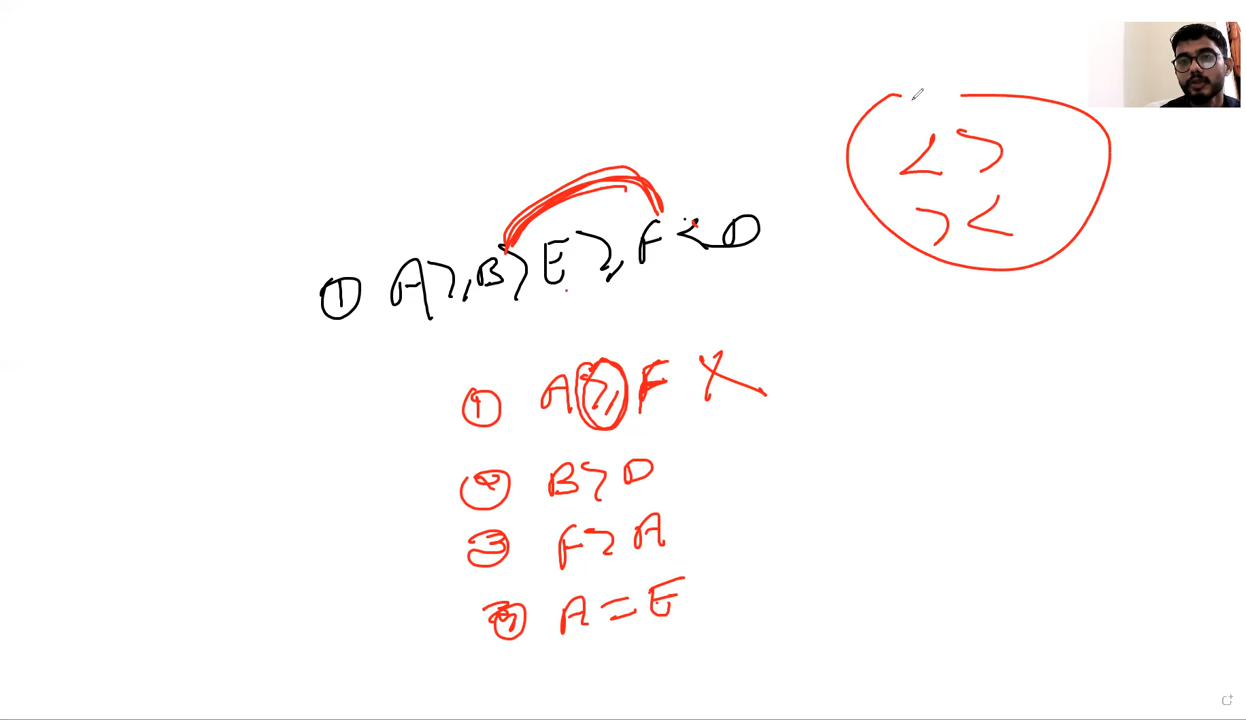 < >
> <
① A ≥ B > E ≥ F < D
① A ≥ F X
② B > D
③ F > A
④ A = E